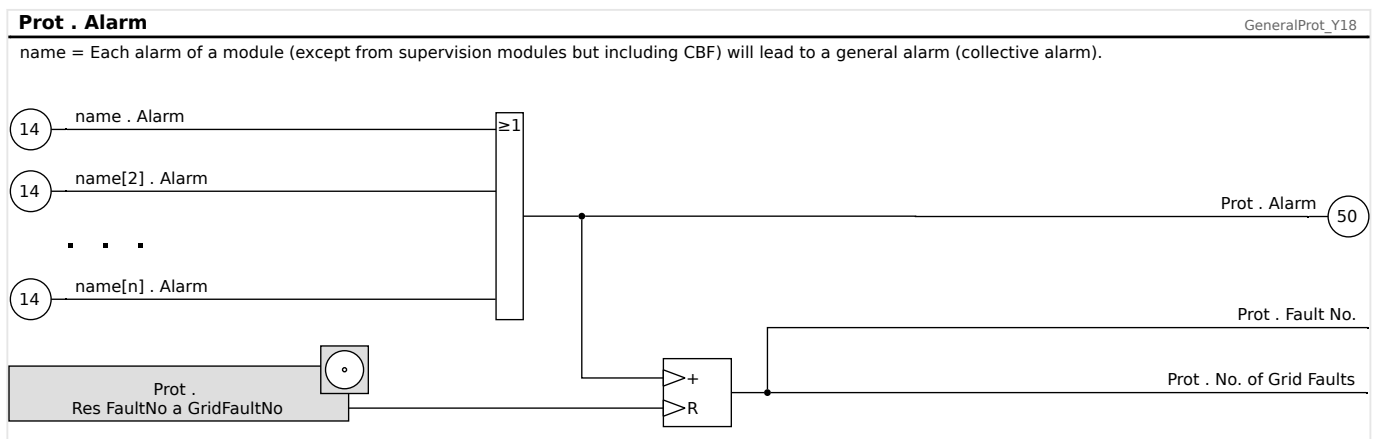 Prot . Alarm
GeneralProt_Y18
name = Each alarm of a module (except from supervision modules but including CBF) will lead to a general alarm (collective alarm).
14
name . Alarm
≥1
14
name[2] . Alarm
Prot . Alarm
50
. . .
14
name[n] . Alarm
Prot . Fault No.
Prot . No. of Grid Faults
+
R
Prot .
Res FaultNo a GridFaultNo